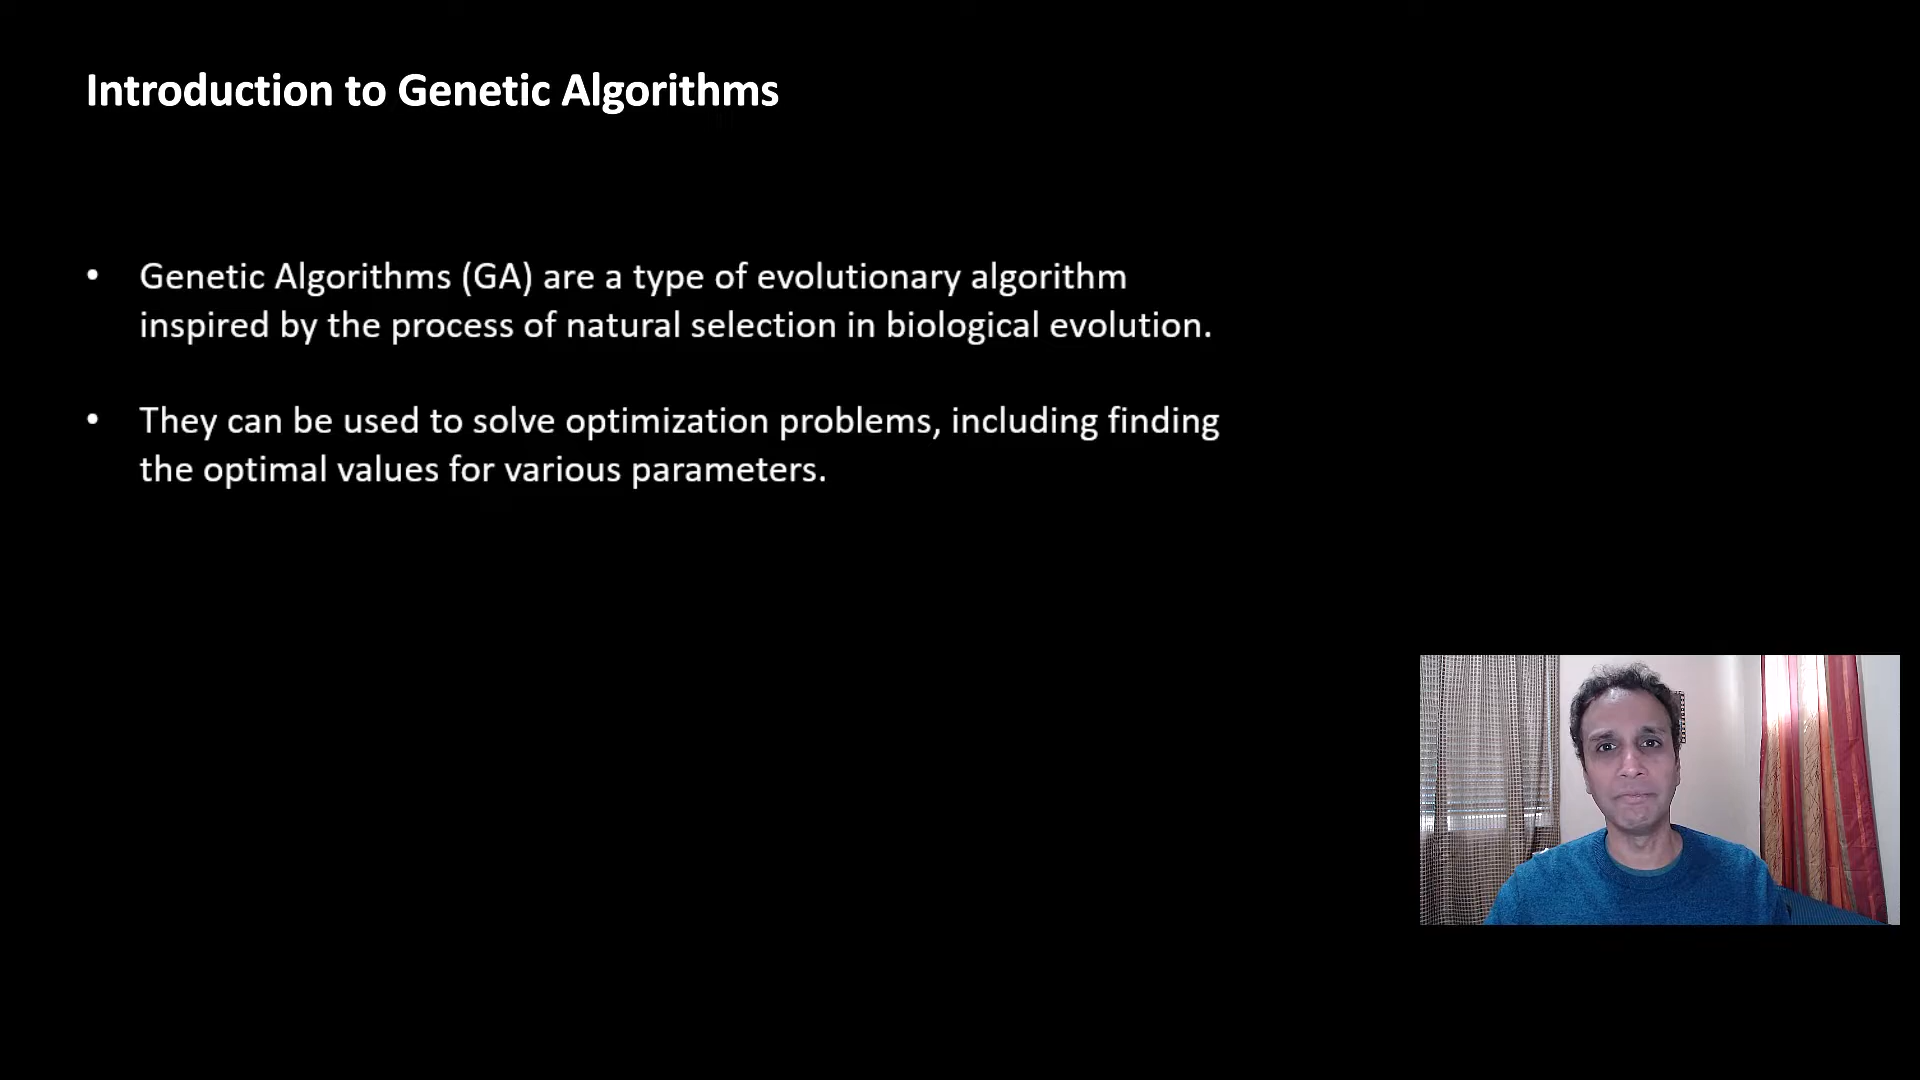 Introduction to Genetic Algorithms
• Genetic Algorithms (GA) are a type of evolutionary algorithm
inspired by the process of natural selection in biological evolution.
• They can be used to solve optimization problems, including finding
the optimal values for various parameters.